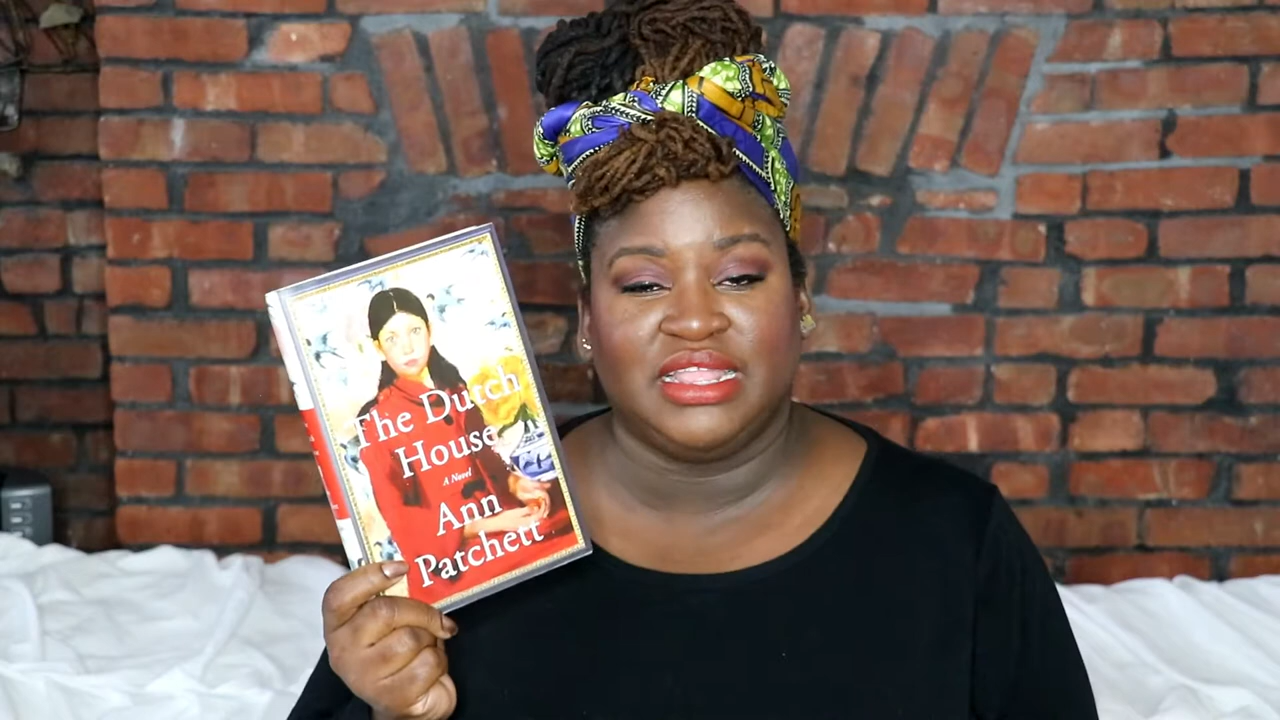 The Dutch
House
A Novel
Ann
Patchett